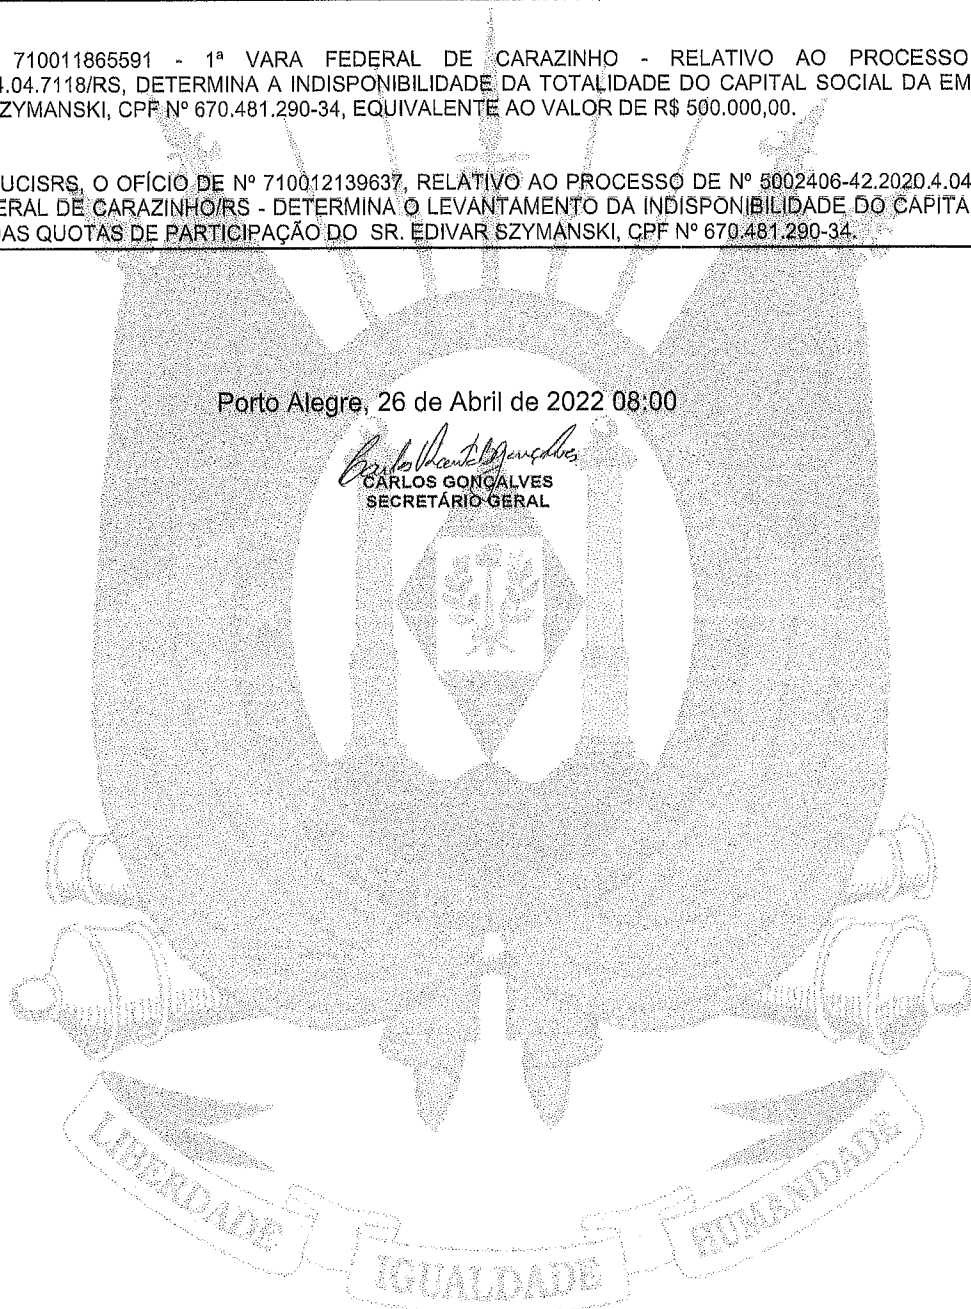 710011865591 - 1ª VARA FEDERAL DE CARAZINHO - RELATIVO AO PROCESSO
4.04.7118/RS, DETERMINA A INDISPONIBILIDADE DA TOTALIDADE DO CAPITAL SOCIAL DA EM
ZYMANSKI, CPF Nº 670.481.290-34, EQUIVALENTE AO VALOR DE R$ 500.000,00.
UCISRS, O OFÍCIO DE Nº 710012139637, RELATIVO AO PROCESSO DE Nº 5002406-42.2020.4.04
ERAL DE CARAZINHO/RS - DETERMINA O LEVANTAMENTO DA INDISPONIBILIDADE DO CAPITA
DAS QUOTAS DE PARTICIPAÇÃO DO SR. EDIVAR SZYMANSKI, CPF Nº 670.481.290-34.
Porto Alegre, 26 de Abril de 2022 08:00
CARLOS GONÇALVES
SECRETÁRIO GERAL
LIBERDADE
IGUALDADE
HUMANIDADE